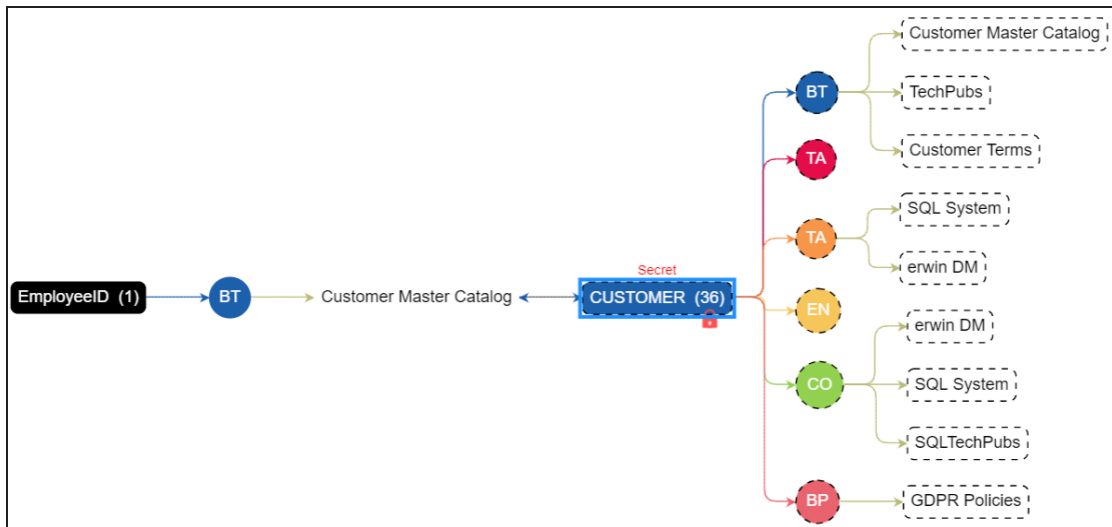 Customer Master Catalog
BT
TechPubs
Customer Terms
TA
SQL System
TA
erwin DM
Secret
EmployeeID (1)
BT
Customer Master Catalog
CUSTOMER (36)
EN
erwin DM
CO
SQL System
SQLTechPubs
BP
GDPR Policies